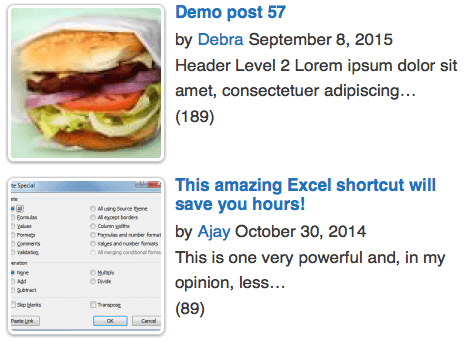 Demo post 57
by Debra September 8, 2015
Header Level 2 Lorem ipsum dolor sit
amet, consectetuer adipiscing…
(189)
This amazing Excel shortcut will
save you hours!
by Ajay October 30, 2014
This is one very powerful and, in my
opinion, less…
(89)
te Special
ate
All All using Source theme
Formulas All except borders
Values Column widths
Formats Formulas and number formats
Comments Values and number formats
Validation All merging conditional formats
eration
None Multiply
Add Divide
Subtract
Skip blanks Transpose
Paste Link OK Cancel